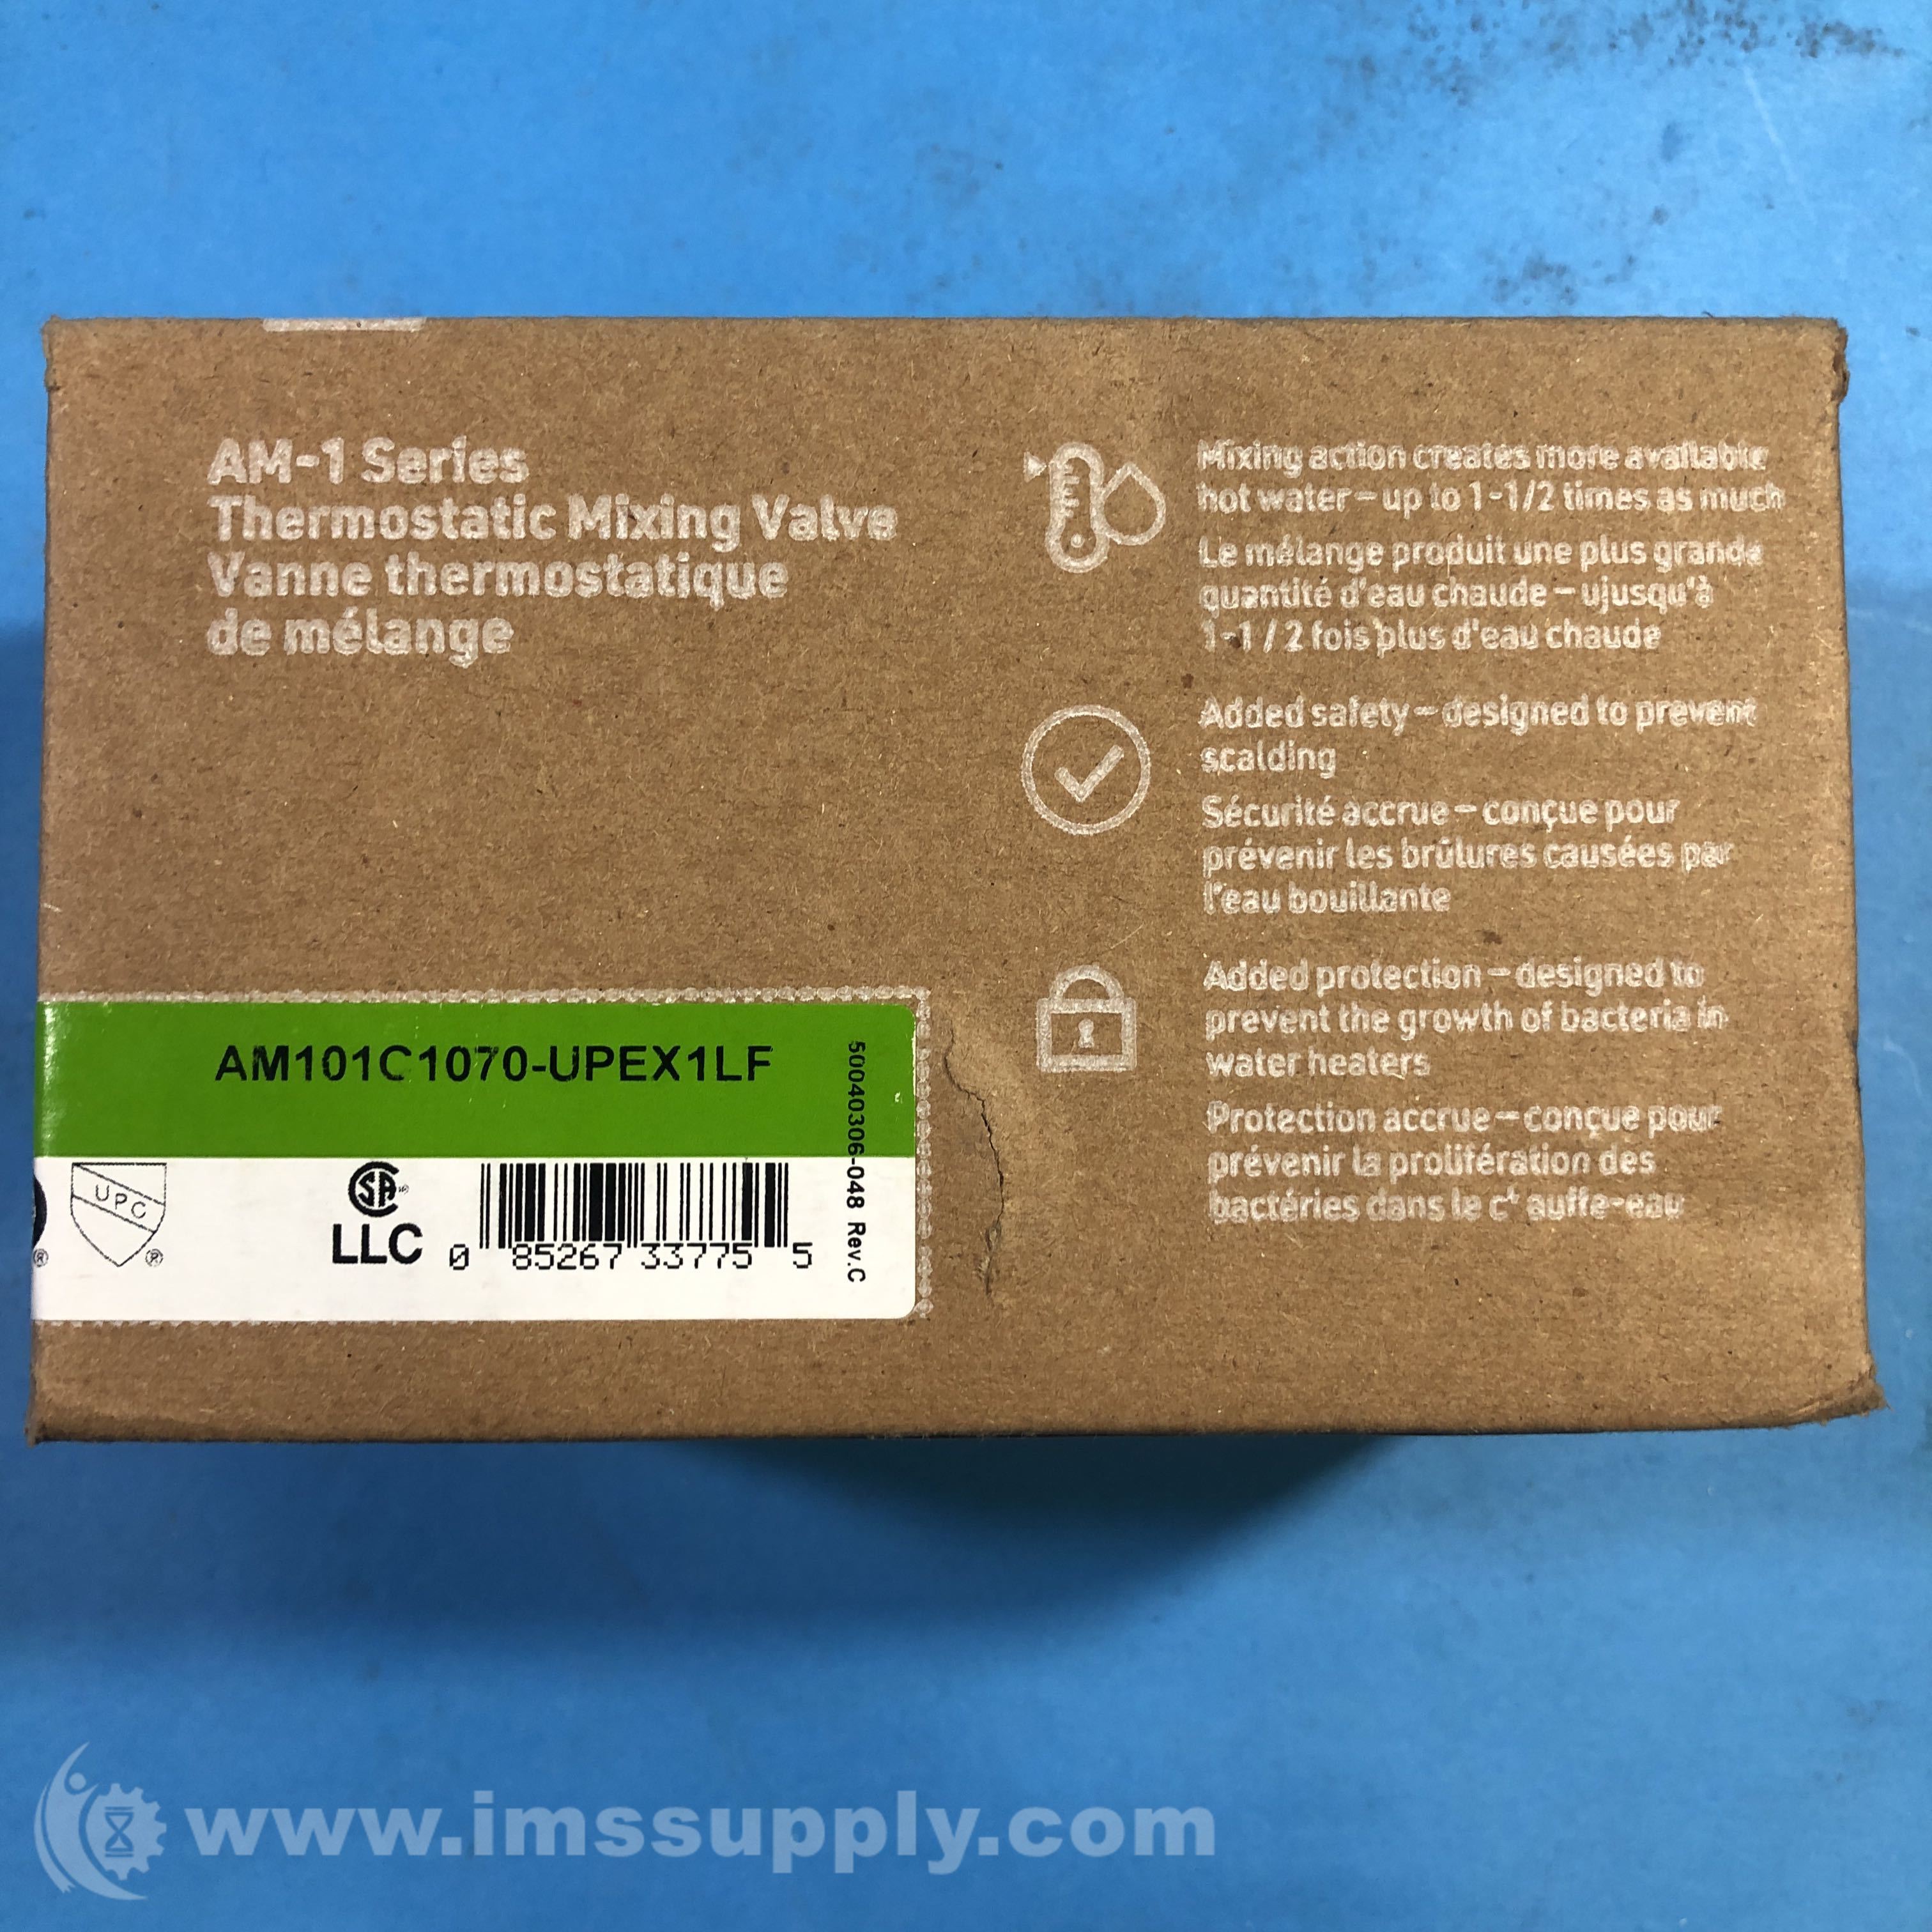 AM-1 Series
Thermostatic Mixing Valve
Vanne thermostatique
de mélange
Mixing action creates more available
hot water – up to 1-1/2 times as much
Le mélange produit une plus grande
quantité d'eau chaude – ujusqu'à
1-1 / 2 fois plus d'eau chaude
Added safety – designed to prevent
scalding
Sécurité accrue – conçue pour
prévenir les brûlures causées par
l'eau bouillante
Added protection – designed to
prevent the growth of bacteria in
water heaters
Protection accrue – conçue pour
prévenir la prolifération des
bactéries dans le c auffe-eau
AM101C1070-UPEX1LF
50040306-048 Rev.C
® UPC ®
SA
LLC
0 85267 33775 5
www.imssupply.com